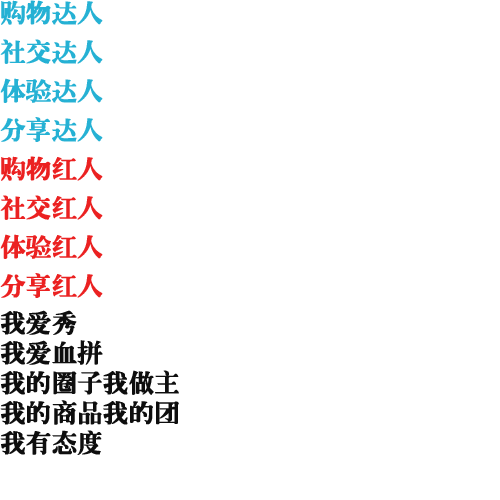 购物达人
社交达人
体验达人
分享达人
购物红人
社交红人
体验红人
分享红人
我爱秀
我爱血拼
我的圈子我做主
我的商品我的团
我有态度